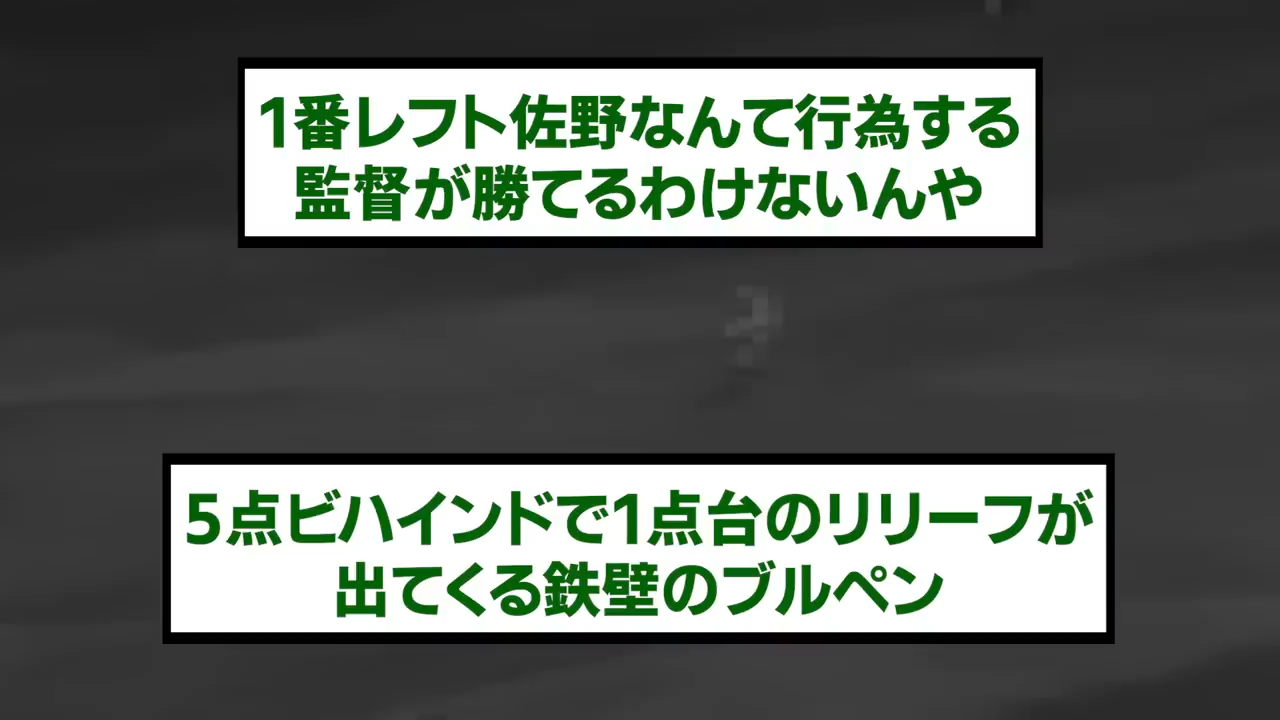 1番レフト佐野なんて行為する
監督が勝てるわけないんや
5点ビハインドで1点台のリリーフが
出てくる鉄壁のブルペン